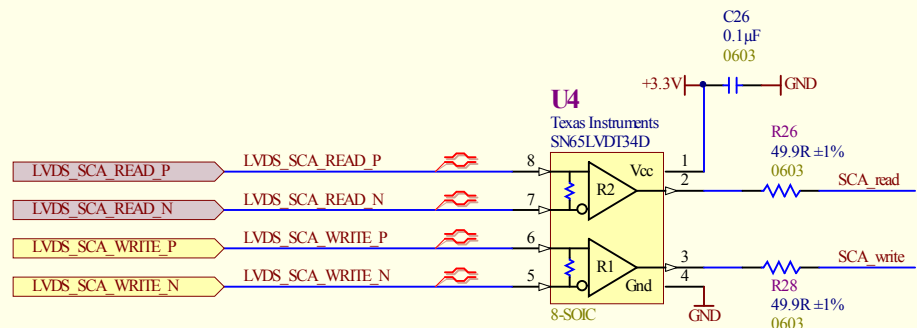 C26
0.1µF
0603
+3.3V
GND
U4
Texas Instruments
SN65LVDT34D
R26
49.9R ±1%
0603
LVDS_SCA_READ_P
LVDS_SCA_READ_P
8
Vcc
1
2
SCA_read
R2
LVDS_SCA_READ_N
LVDS_SCA_READ_N
7
LVDS_SCA_WRITE_P
LVDS_SCA_WRITE_P
6
3
SCA_write
R1
LVDS_SCA_WRITE_N
LVDS_SCA_WRITE_N
5
Gnd
4
R28
49.9R ±1%
0603
8-SOIC
GND